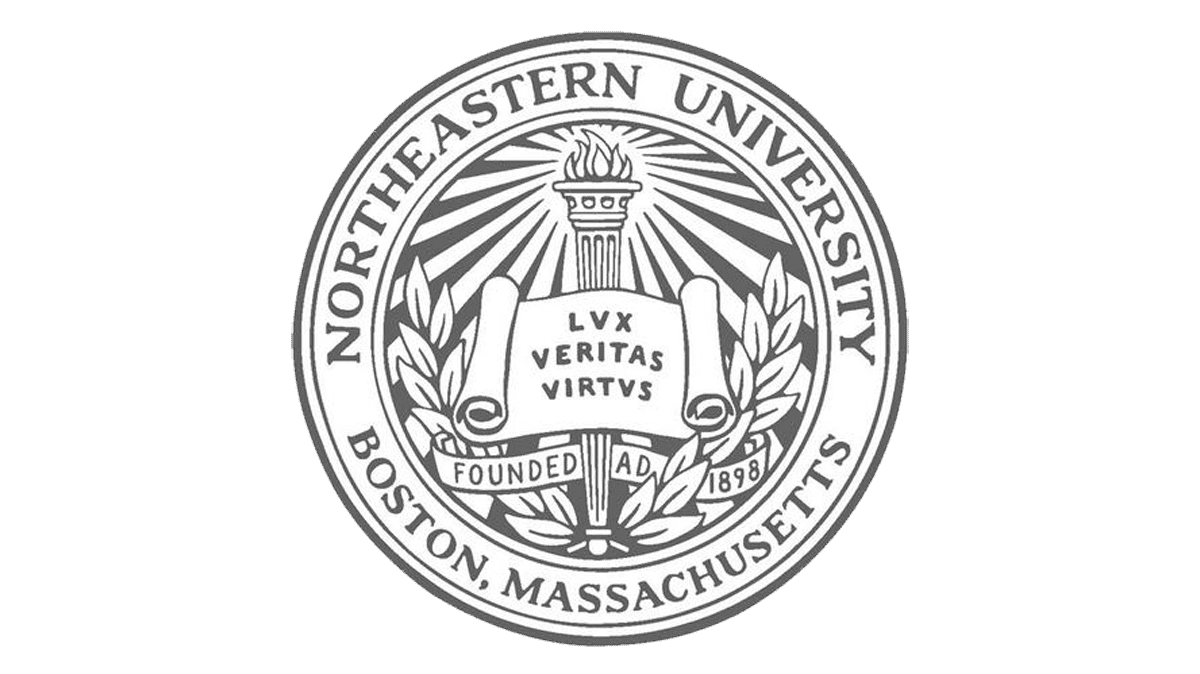 NORTHEASTERN UNIVERSITY
LVX
VERITAS
VIRTVS
FOUNDED AD 1898
BOSTON, MASSACHUSETTS